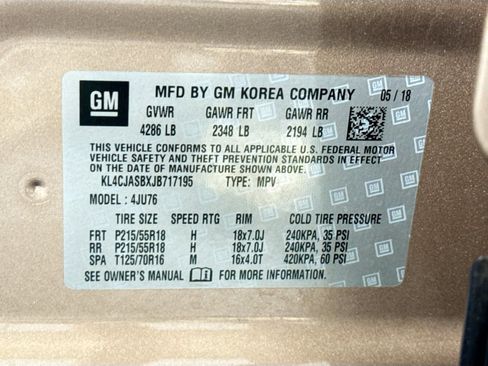 GM MFD BY GM KOREA COMPANY 05 / 18
GVWR GAWR FRT GAWR RR
4286 LB 2348 LB 2194 LB
THIS VEHICLE CONFORMS TO ALL APPLICABLE U.S. FEDERAL MOTOR
VEHICLE SAFETY AND THEFT PREVENTION STANDARDS IN EFFECT
ON THE DATE OF MANUFACTURE SHOWN ABOVE.
KL4CJASBXJB717195 TYPE: MPV
MODEL : 4JU76
TIRE SIZE SPEED RTG RIM COLD TIRE PRESSURE
FRT P215/55R18 H 18x7.0J 240KPA, 35 PSI
RR P215/55R18 H 18x7.0J 240KPA, 35 PSI
SPA T125/70R16 M 16x4.0T 420KPA, 60 PSI
SEE OWNER'S MANUAL FOR MORE INFORMATION.